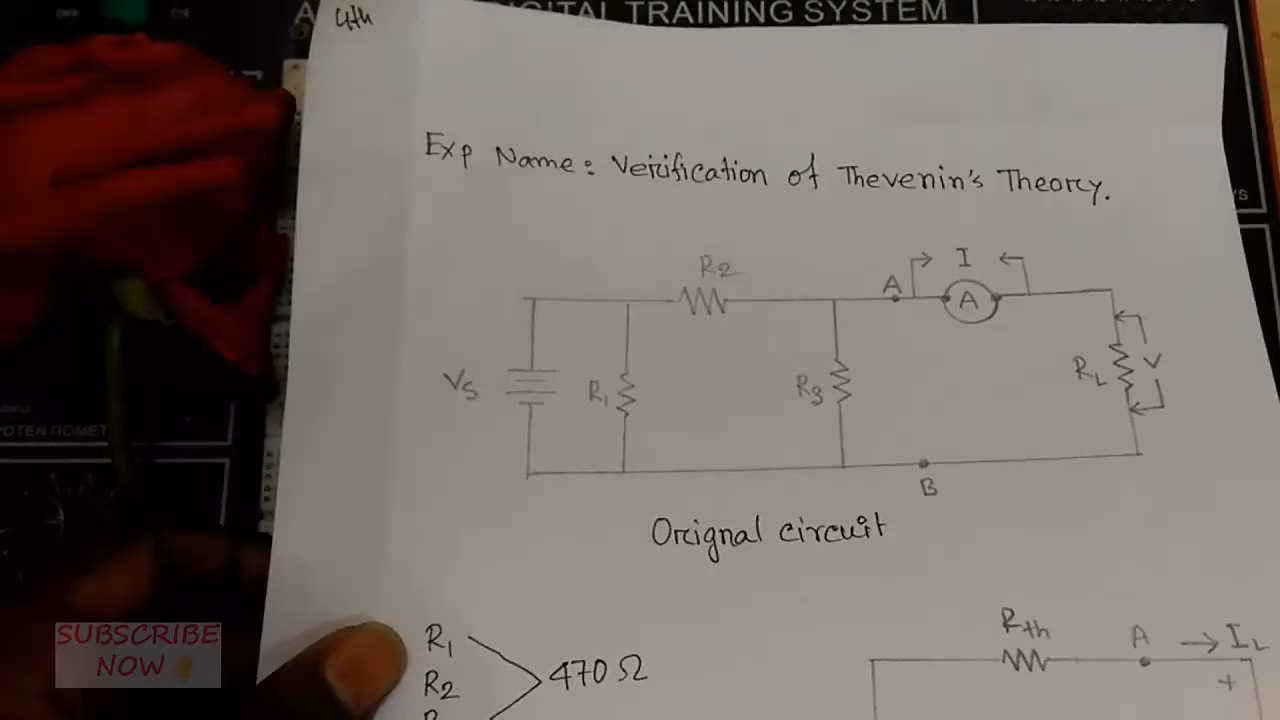 4th
DIGITAL TRAINING SYSTEM
Exp Name: Verification of Thevenin's Theory.
R2
A
I
A
Vs
R1
R3
RL
V
B
Orignal circuit
SUBSCRIBE
NOW
R1
R2
470 Ω
Rth
A
→ IL
+